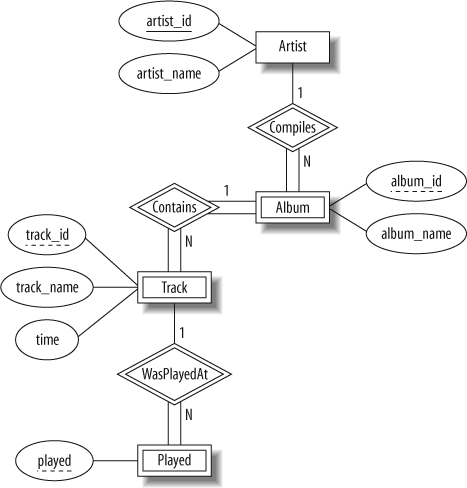 artist_id
Artist
artist_name
1
Compiles
N
album_id
1
Contains
Album
album_name
track_id
N
track_name
Track
time
1
WasPlayedAt
N
played
Played